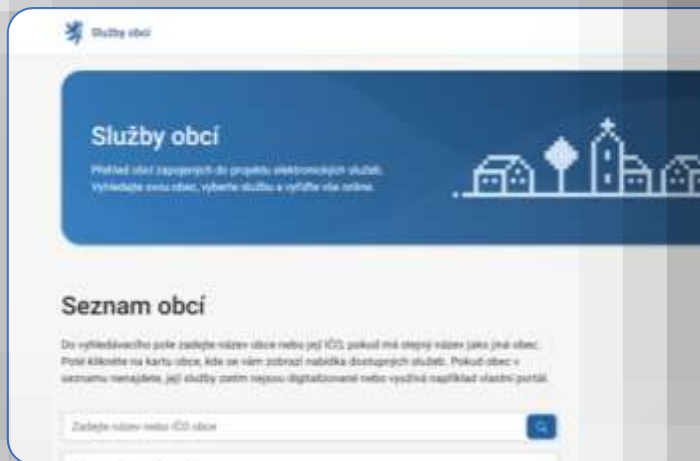 Služby obcí
Služby obcí
Přehled obcí zapojených do projektu elektronických služeb.
Vyhledejte svou obec, vyberte službu a vyřiďte vše online.
Seznam obcí
Do vyhledávacího pole zadejte název obce nebo její IČO, pokud má stejný název jako jiná obec.
Poté klikněte na kartu obce, kde se vám zobrazí nabídka dostupných služeb. Pokud obec v
seznamu nenajdete, její služby zatím nejsou digitalizované nebo využívá například vlastní portál.
Zadejte název nebo IČO obce